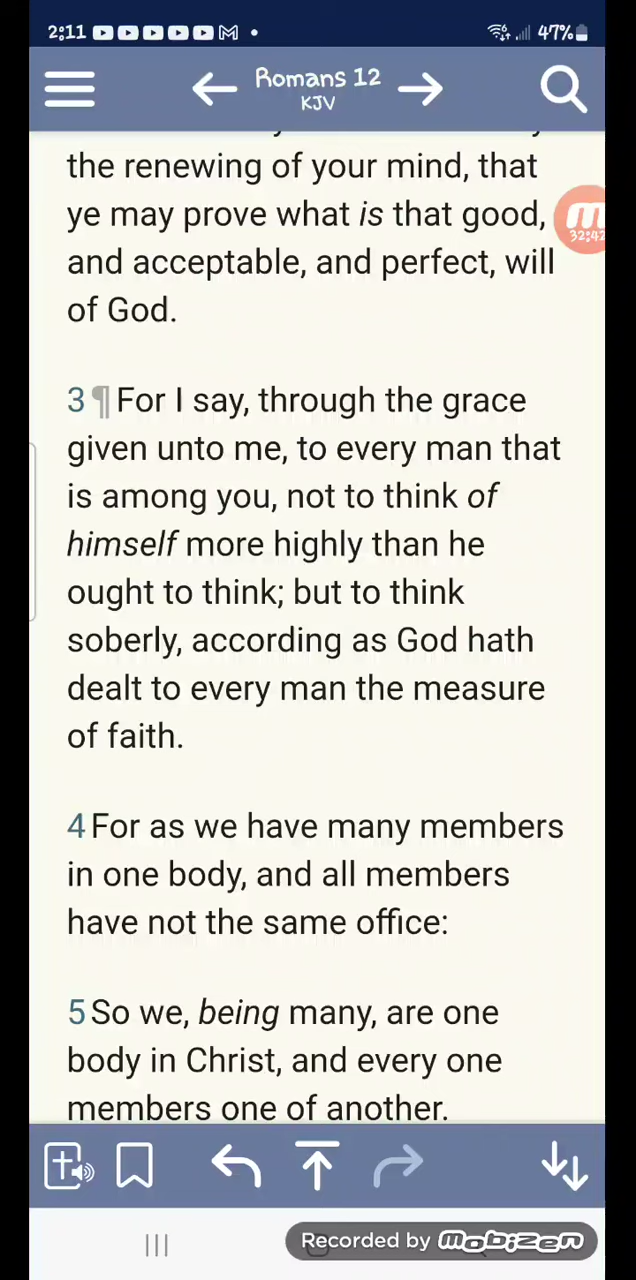 2:11 47%
Romans 12
KJV
the renewing of your mind, that
ye may prove what is that good,
32:42
and acceptable, and perfect, will
of God.
3 ¶ For I say, through the grace
given unto me, to every man that
is among you, not to think of
himself more highly than he
ought to think; but to think
soberly, according as God hath
dealt to every man the measure
of faith.
4 For as we have many members
in one body, and all members
have not the same office:
5 So we, being many, are one
body in Christ, and every one
members one of another.
Recorded by mobizen